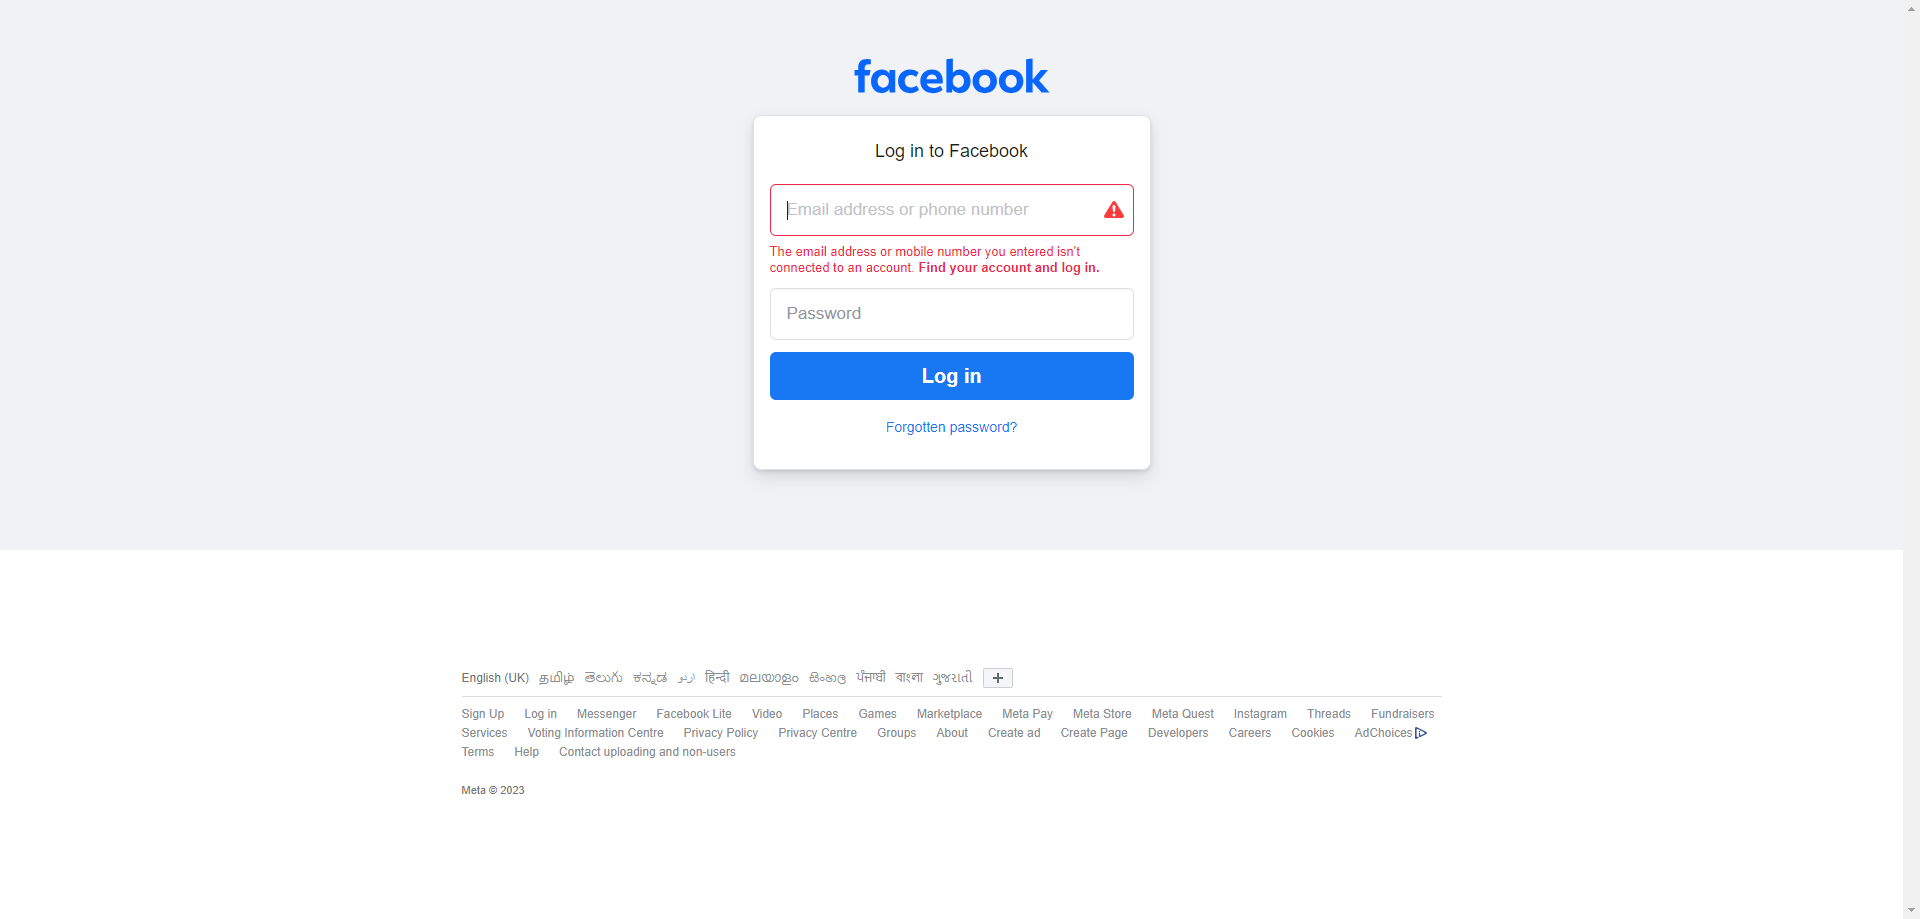 facebook
Log in to Facebook
Email address or phone number
The email address or mobile number you entered isn't
connected to an account. Find your account and log in.
Password
Log in
Forgotten password?
English (UK) தமிழ் తెలుగు ಕನ್ನಡ اردو हिन्दी മലയാളം සිංහල ਪੰਜਾਬੀ বাংলা ગુજરાતી
Sign Up Log in Messenger Facebook Lite Video Places Games Marketplace Meta Pay Meta Store Meta Quest Instagram Threads Fundraisers
Services Voting Information Centre Privacy Policy Privacy Centre Groups About Create ad Create Page Developers Careers Cookies AdChoices
Terms Help Contact uploading and non-users
Meta © 2023